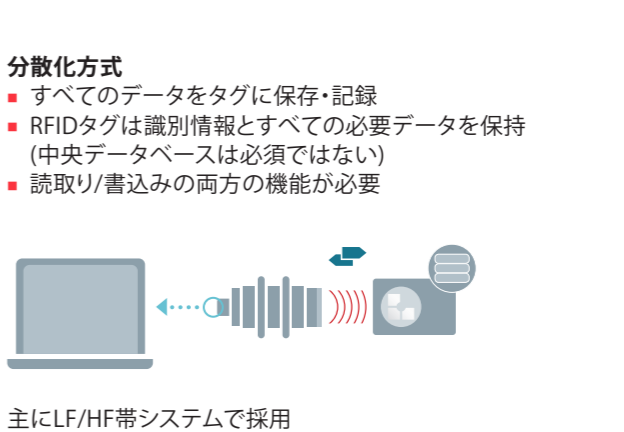 分散化方式
■ すべてのデータをタグに保存・記録
■ RFIDタグは識別情報とすべての必要データを保持
(中央データベースは必須ではない)
■ 読取り/書込みの両方の機能が必要
主にLF/HF帯システムで採用